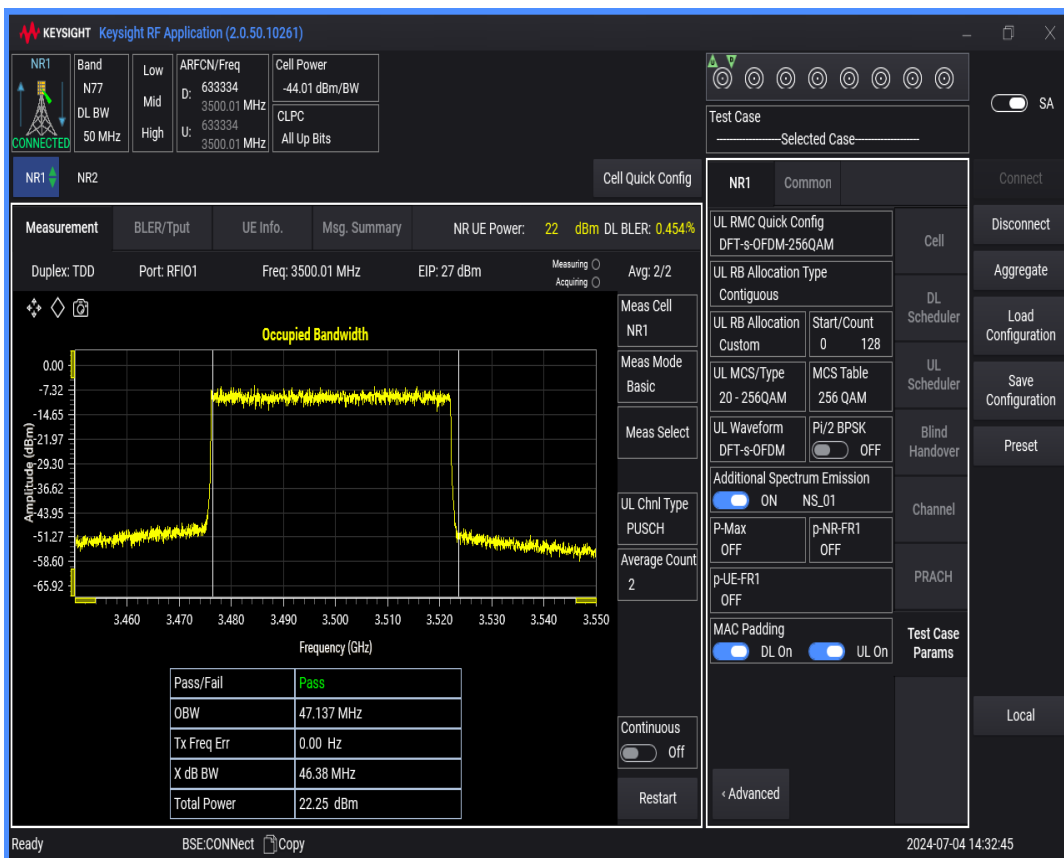 KEYSIGHT Keysight RF Application (2.0.50.10261)
NR1
CONNECTED
Band
N77
DL BW
50 MHz
Low
Mid
High
ARFCN/Freq
D: 633334
3500.01 MHz
U: 633334
3500.01 MHz
Cell Power
-44.01 dBm/BW
CLPC
All Up Bits
Test Case
Selected Case
SA
NR1 NR2 Cell Quick Config
Measurement BLER/Tput UE Info. Msg. Summary NR UE Power: 22 dBm DL BLER: 0.454%
Duplex: TDD Port: RFIO1 Freq: 3500.01 MHz EIP: 27 dBm Measuring Acquiring Avg: 2/2
Occupied Bandwidth
Amplitude (dBm)
0.00
-7.32
-14.65
-21.97
-29.30
-36.62
-43.95
-51.27
-58.60
-65.92
3.460 3.470 3.480 3.490 3.500 3.510 3.520 3.530 3.540 3.550
Frequency (GHz)
Pass/Fail Pass
OBW 47.137 MHz
Tx Freq Err 0.00 Hz
X dB BW 46.38 MHz
Total Power 22.25 dBm
Meas Cell
NR1
Meas Mode
Basic
Meas Select
UL Chnl Type
PUSCH
Average Count
2
Continuous
Off
Restart
NR1 Common
UL RMC Quick Config
DFT-s-OFDM-256QAM
UL RB Allocation Type
Contiguous
UL RB Allocation
Custom
Start/Count
0 128
UL MCS/Type
20 - 256QAM
MCS Table
256 QAM
UL Waveform
DFT-s-OFDM
Pi/2 BPSK
OFF
Additional Spectrum Emission
ON NS_01
P-Max
OFF
p-NR-FR1
OFF
p-UE-FR1
OFF
MAC Padding
DL On UL On
‹ Advanced
Cell
DL
Scheduler
UL
Scheduler
Blind
Handover
Channel
PRACH
Test Case
Params
Connect
Disconnect
Aggregate
Load
Configuration
Save
Configuration
Preset
Local
Ready BSE:CONNect Copy 2024-07-04 14:32:45